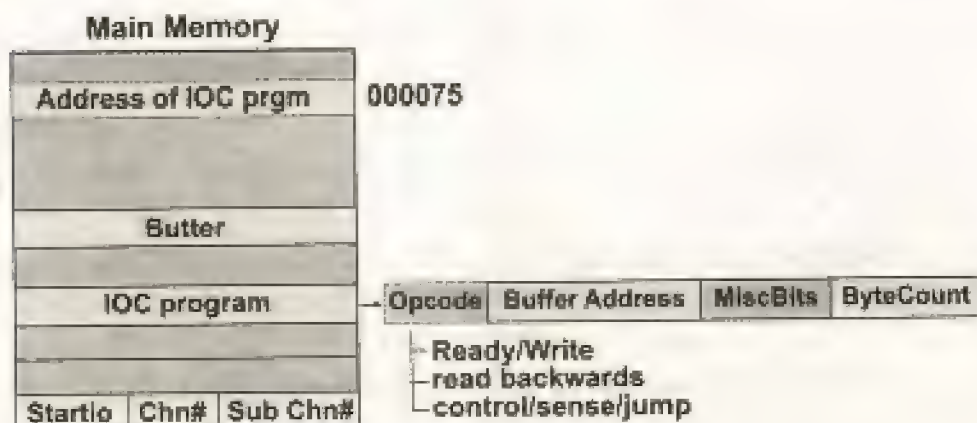 Main Memory
Address of IOC prgm 000075
Butter
IOC program
Opcode Buffer Address MiscBits ByteCount
Ready/Write
read backwards
control/sense/jump
Startio Chn# Sub Chn#